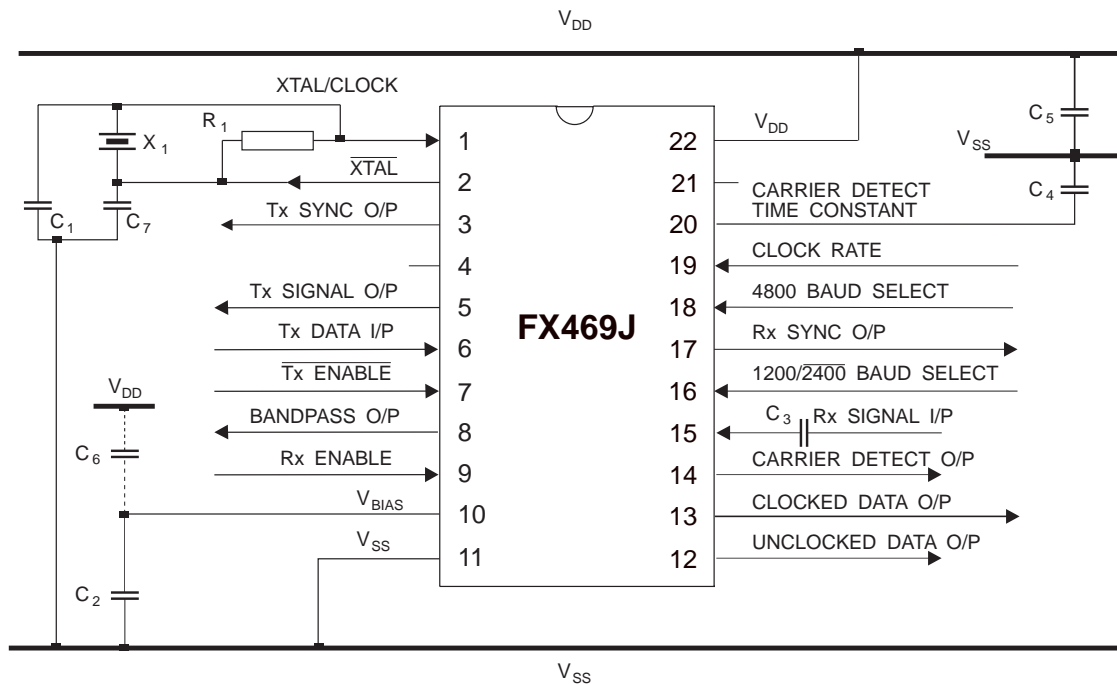 VDD
XTAL/CLOCK
R1
X1
C1
C7
XTAL
Tx SYNC O/P
Tx SIGNAL O/P
Tx DATA I/P
Tx ENABLE
BANDPASS O/P
Rx ENABLE
VDD
C6
VBIAS
VSS
C2
1
2
3
4
5
6
7
8
9
10
11
FX469J
22
21
20
19
18
17
16
15
14
13
12
VDD
CARRIER DETECT
TIME CONSTANT
CLOCK RATE
4800 BAUD SELECT
Rx SYNC O/P
1200/2400 BAUD SELECT
C3 Rx SIGNAL I/P
CARRIER DETECT O/P
CLOCKED DATA O/P
UNCLOCKED DATA O/P
C5
VSS
C4
VSS